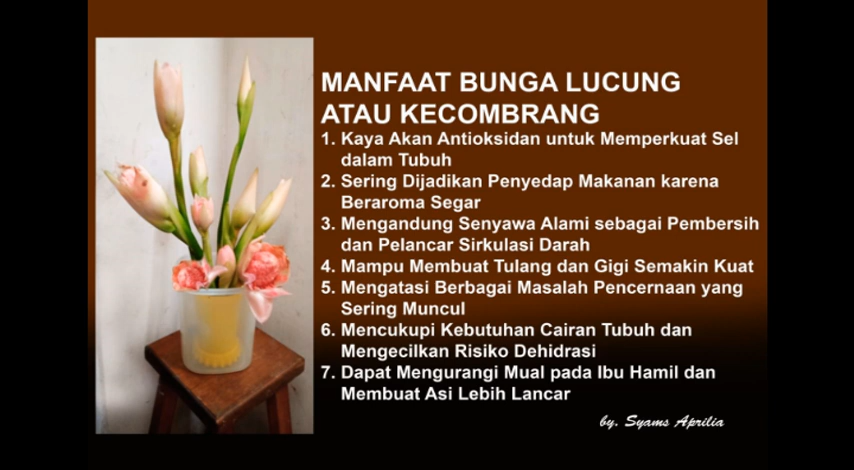 MANFAAT BUNGA LUCUNG
ATAU KECOMBRANG
1. Kaya Akan Antioksidan untuk Memperkuat Sel
dalam Tubuh
2. Sering Dijadikan Penyedap Makanan karena
Beraroma Segar
3. Mengandung Senyawa Alami sebagai Pembersih
dan Pelancar Sirkulasi Darah
4. Mampu Membuat Tulang dan Gigi Semakin Kuat
5. Mengatasi Berbagai Masalah Pencernaan yang
Sering Muncul
6. Mencukupi Kebutuhan Cairan Tubuh dan
Mengecilkan Risiko Dehidrasi
7. Dapat Mengurangi Mual pada Ibu Hamil dan
Membuat Asi Lebih Lancar
by. Syams Aprilia